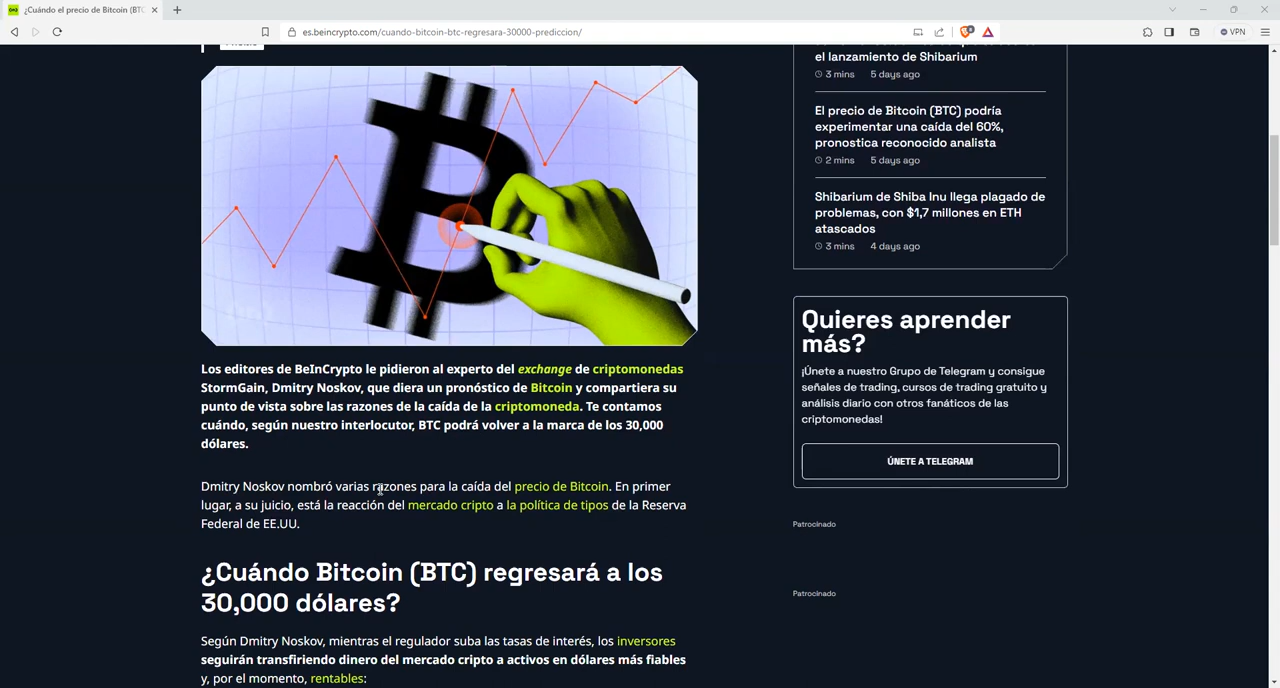 ¿Cuándo el precio de Bitcoin (BTC
es.beincrypto.com/cuando-bitcoin-btc-regresara-30000-prediccion/
VPN
el lanzamiento de Shibarium
3 mins 5 days ago
El precio de Bitcoin (BTC) podría
experimentar una caída del 60%,
pronostica reconocido analista
2 mins 5 days ago
Shibarium de Shiba Inu llega plagado de
problemas, con $1,7 millones en ETH
atascados
3 mins 4 days ago
Quieres aprender
más?
¡Únete a nuestro Grupo de Telegram y consigue
señales de trading, cursos de trading gratuito y
análisis diario con otros fanáticos de las
criptomonedas!
ÚNETE A TELEGRAM
Patrocinado
Patrocinado
Los editores de BeInCrypto le pidieron al experto del exchange de criptomonedas
StormGain, Dmitry Noskov, que diera un pronóstico de Bitcoin y compartiera su
punto de vista sobre las razones de la caída de la criptomoneda. Te contamos
cuándo, según nuestro interlocutor, BTC podrá volver a la marca de los 30,000
dólares.
Dmitry Noskov nombró varias razones para la caída del precio de Bitcoin. En primer
lugar, a su juicio, está la reacción del mercado cripto a la política de tipos de la Reserva
Federal de EE.UU.
¿Cuándo Bitcoin (BTC) regresará a los
30,000 dólares?
Según Dmitry Noskov, mientras el regulador suba las tasas de interés, los inversores
seguirán transfiriendo dinero del mercado cripto a activos en dólares más fiables
y, por el momento, rentables: